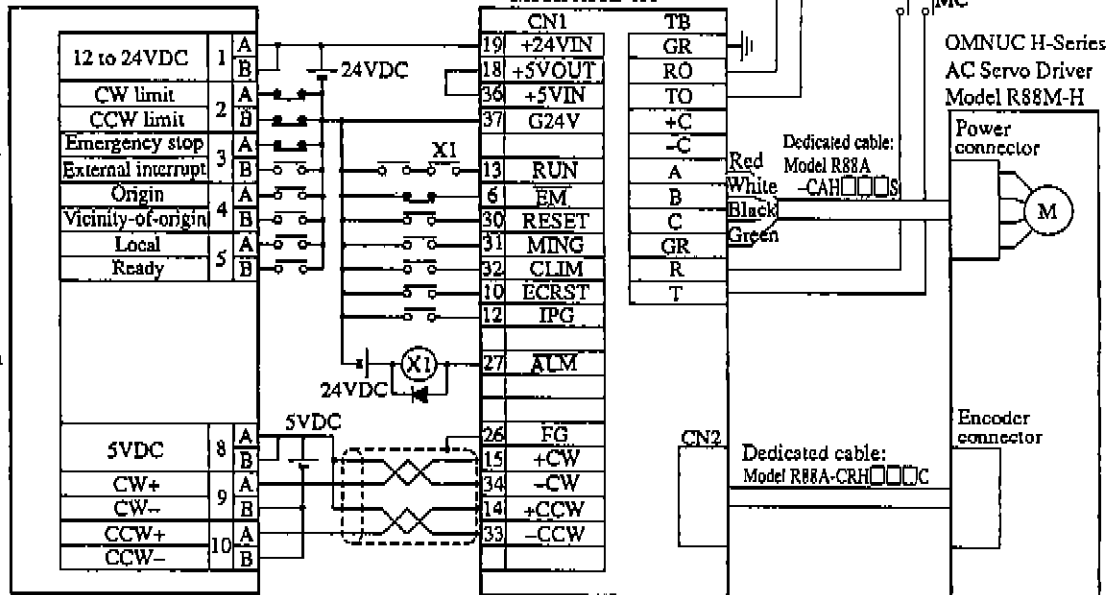 MC
OMNUC H-Series
AC Servo Driver
Model R88M-H
12 to 24VDC 1 A
B
CW limit 2 A
CCW limit B
Emergency stop 3 A
External interrupt B
Origin 4 A
Vicinity-of-origin B
Local 5 A
Ready B
5VDC 8 A
B
CW+ 9 A
CW– B
CCW+ 10 A
CCW– B
24VDC
X1
X1
24VDC
5VDC
CN1
19 +24VIN
18 +5VOUT
36 +5VIN
37 G24V
13 RUN
6 EM
30 RESET
31 MING
32 CLIM
10 ECRST
12 IPG
27 ALM
26 FG
15 +CW
34 –CW
14 +CCW
33 –CCW
TB
GR
RO
TO
+C
–C
A
B
C
GR
R
T
CN2
Red
White
Black
Green
Dedicated cable:
Model R88A
–CAH□□□S
Power
connector
M
Dedicated cable:
Model R88A-CRH□□□C
Encoder
connector